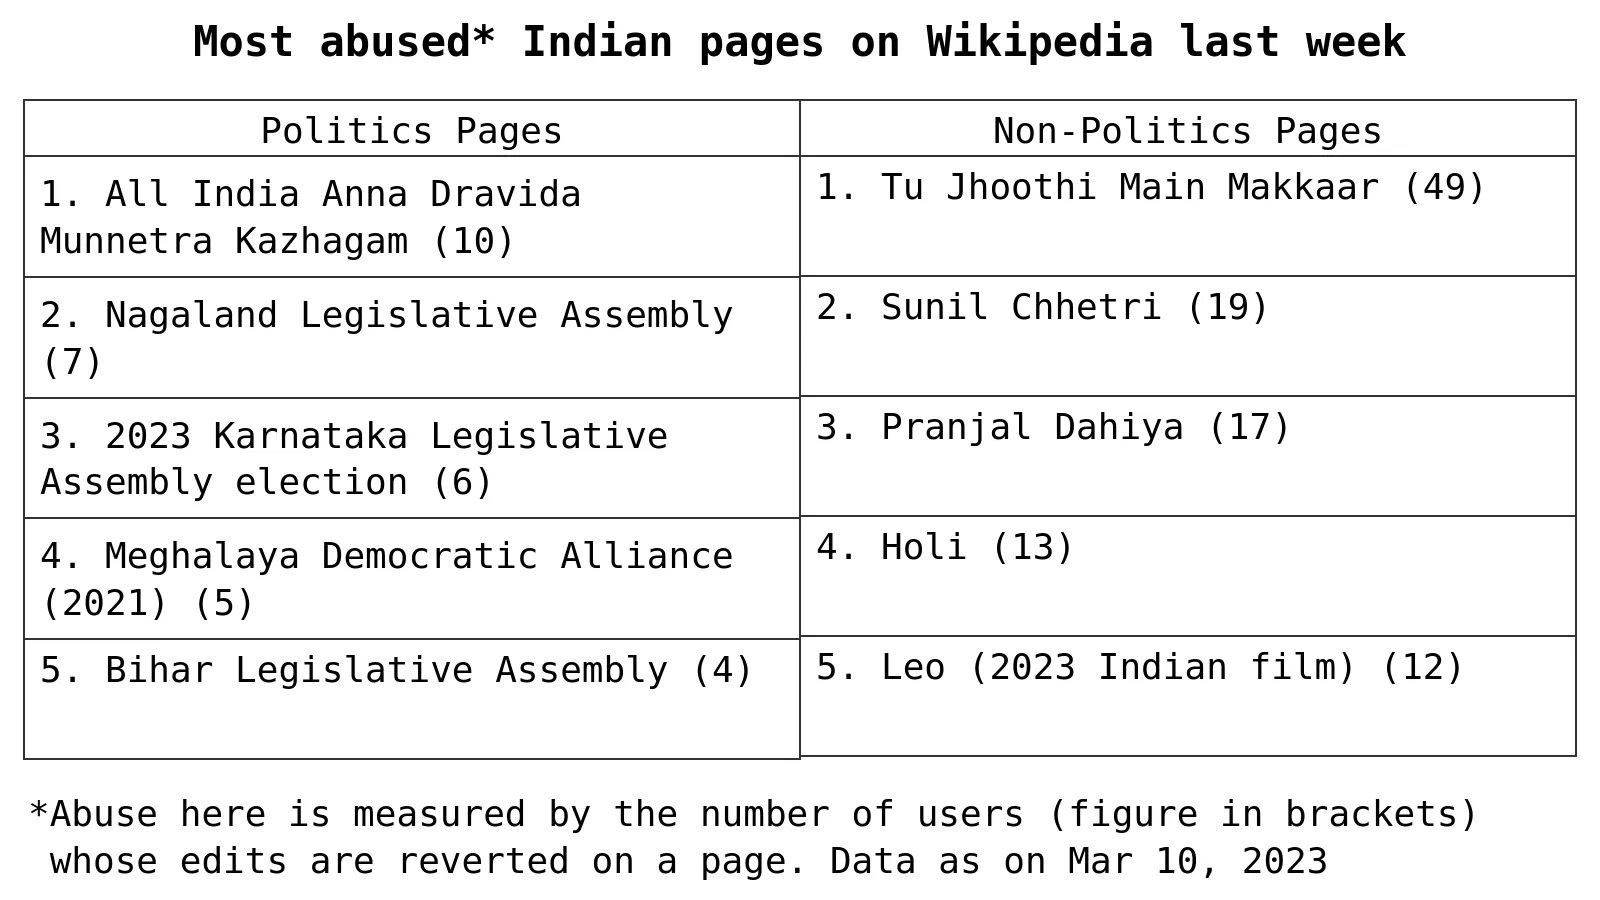 Most abused* Indian pages on Wikipedia last week
Politics Pages
1. All India Anna Dravida
Munnetra Kazhagam (10)
2. Nagaland Legislative Assembly
(7)
3. 2023 Karnataka Legislative
Assembly election (6)
4. Meghalaya Democratic Alliance
(2021) (5)
5. Bihar Legislative Assembly (4)
Non-Politics Pages
1. Tu Jhoothi Main Makkaar (49)
2. Sunil Chhetri (19)
3. Pranjal Dahiya (17)
4. Holi (13)
5. Leo (2023 Indian film) (12)
*Abuse here is measured by the number of users (figure in brackets)
whose edits are reverted on a page. Data as on Mar 10, 2023